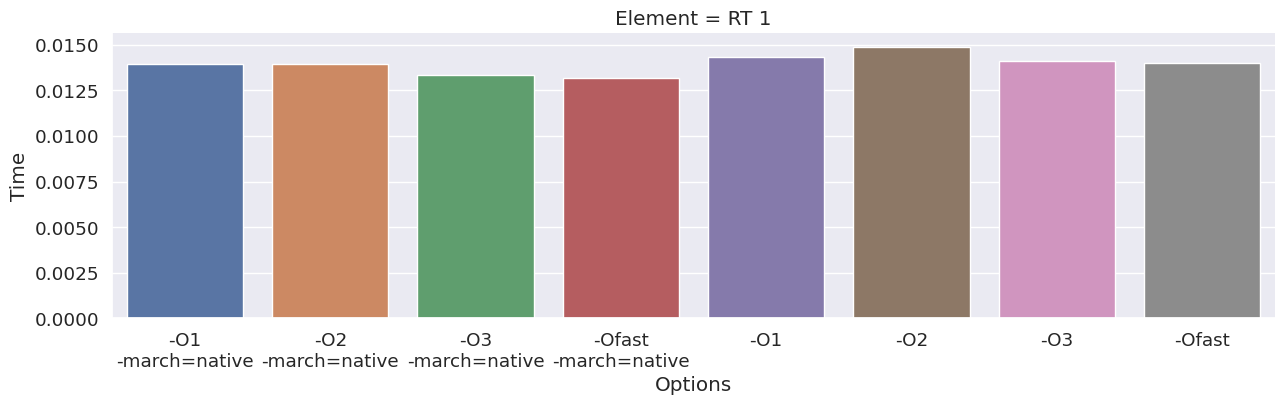 Element = RT 1
Time
0.0150
0.0125
0.0100
0.0075
0.0050
0.0025
0.0000
-O1 -O2 -O3 -Ofast -O1 -O2 -O3 -Ofast
-march=native -march=native -march=native -march=native
Options